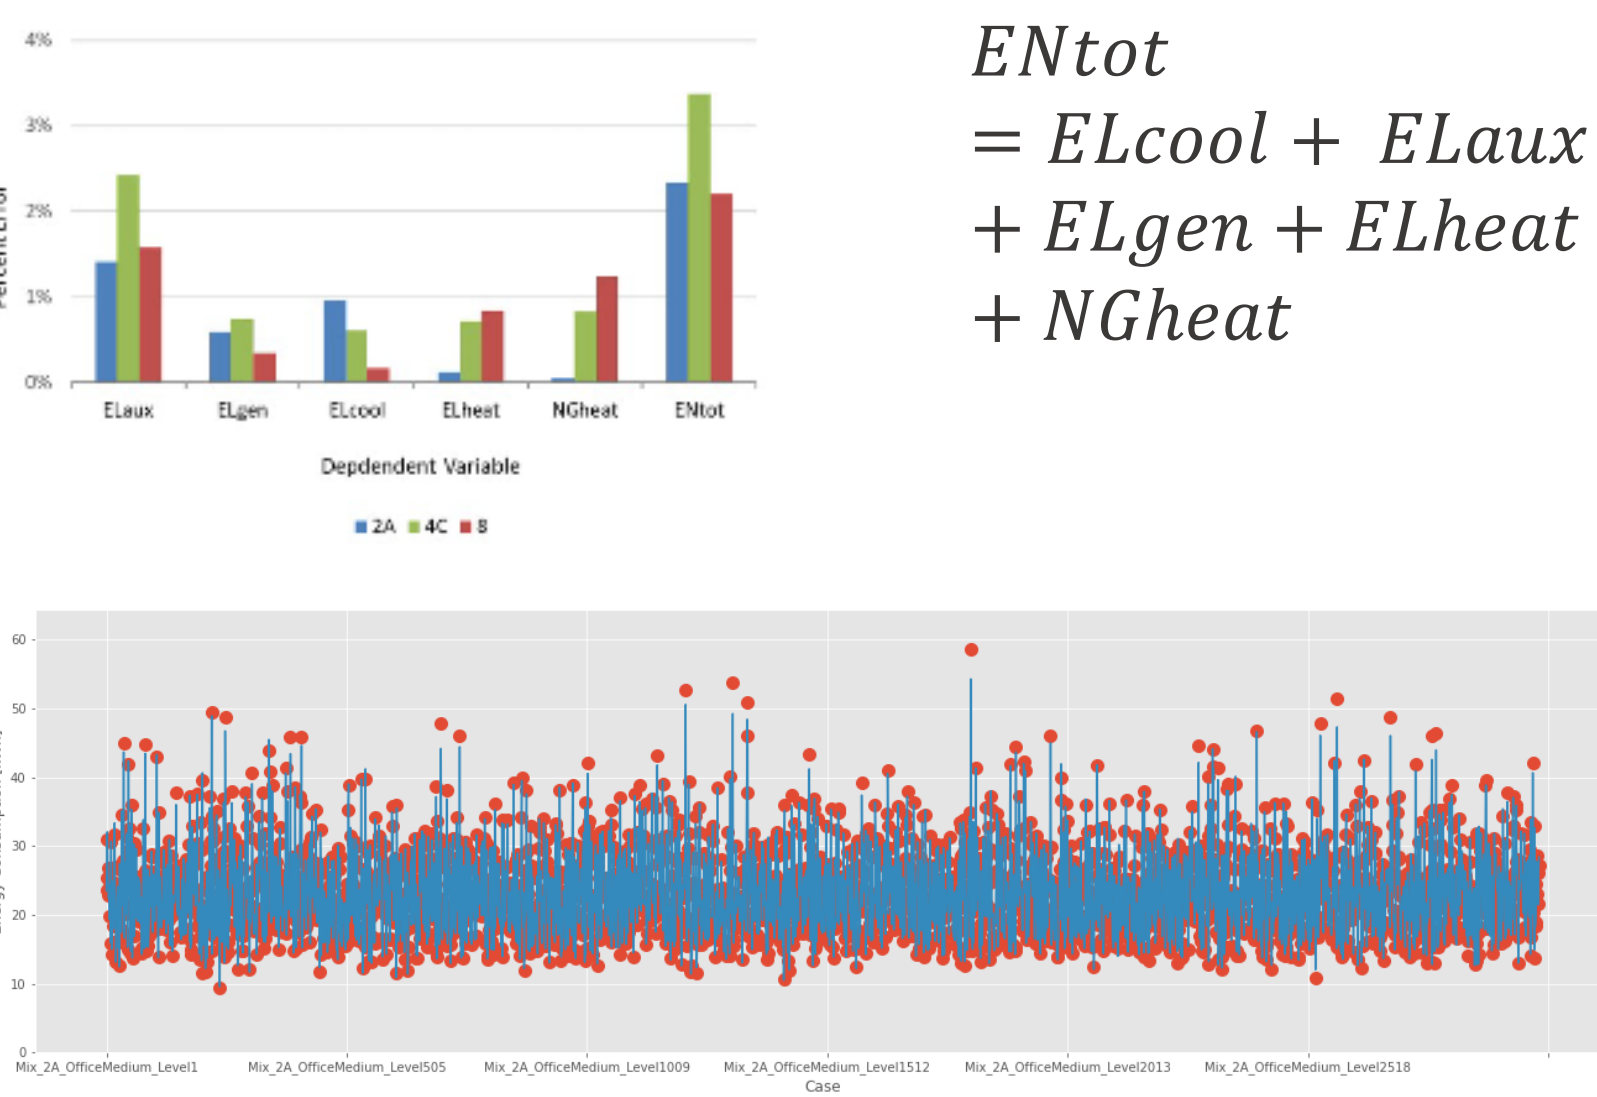 4%
3%
2%
1%
0%
ELaux ELgen ELcool ELheat NGheat ENtot
Depdendent Variable
2A 4C 8
ENtot
= ELcool + ELaux
+ ELgen + ELheat
+ NGheat
60
50
40
30
20
10
0
Mix_2A_OfficeMedium_Level1 Mix_2A_OfficeMedium_Level505 Mix_2A_OfficeMedium_Level1009 Mix_2A_OfficeMedium_Level1512 Mix_2A_OfficeMedium_Level2013 Mix_2A_OfficeMedium_Level2518
Case